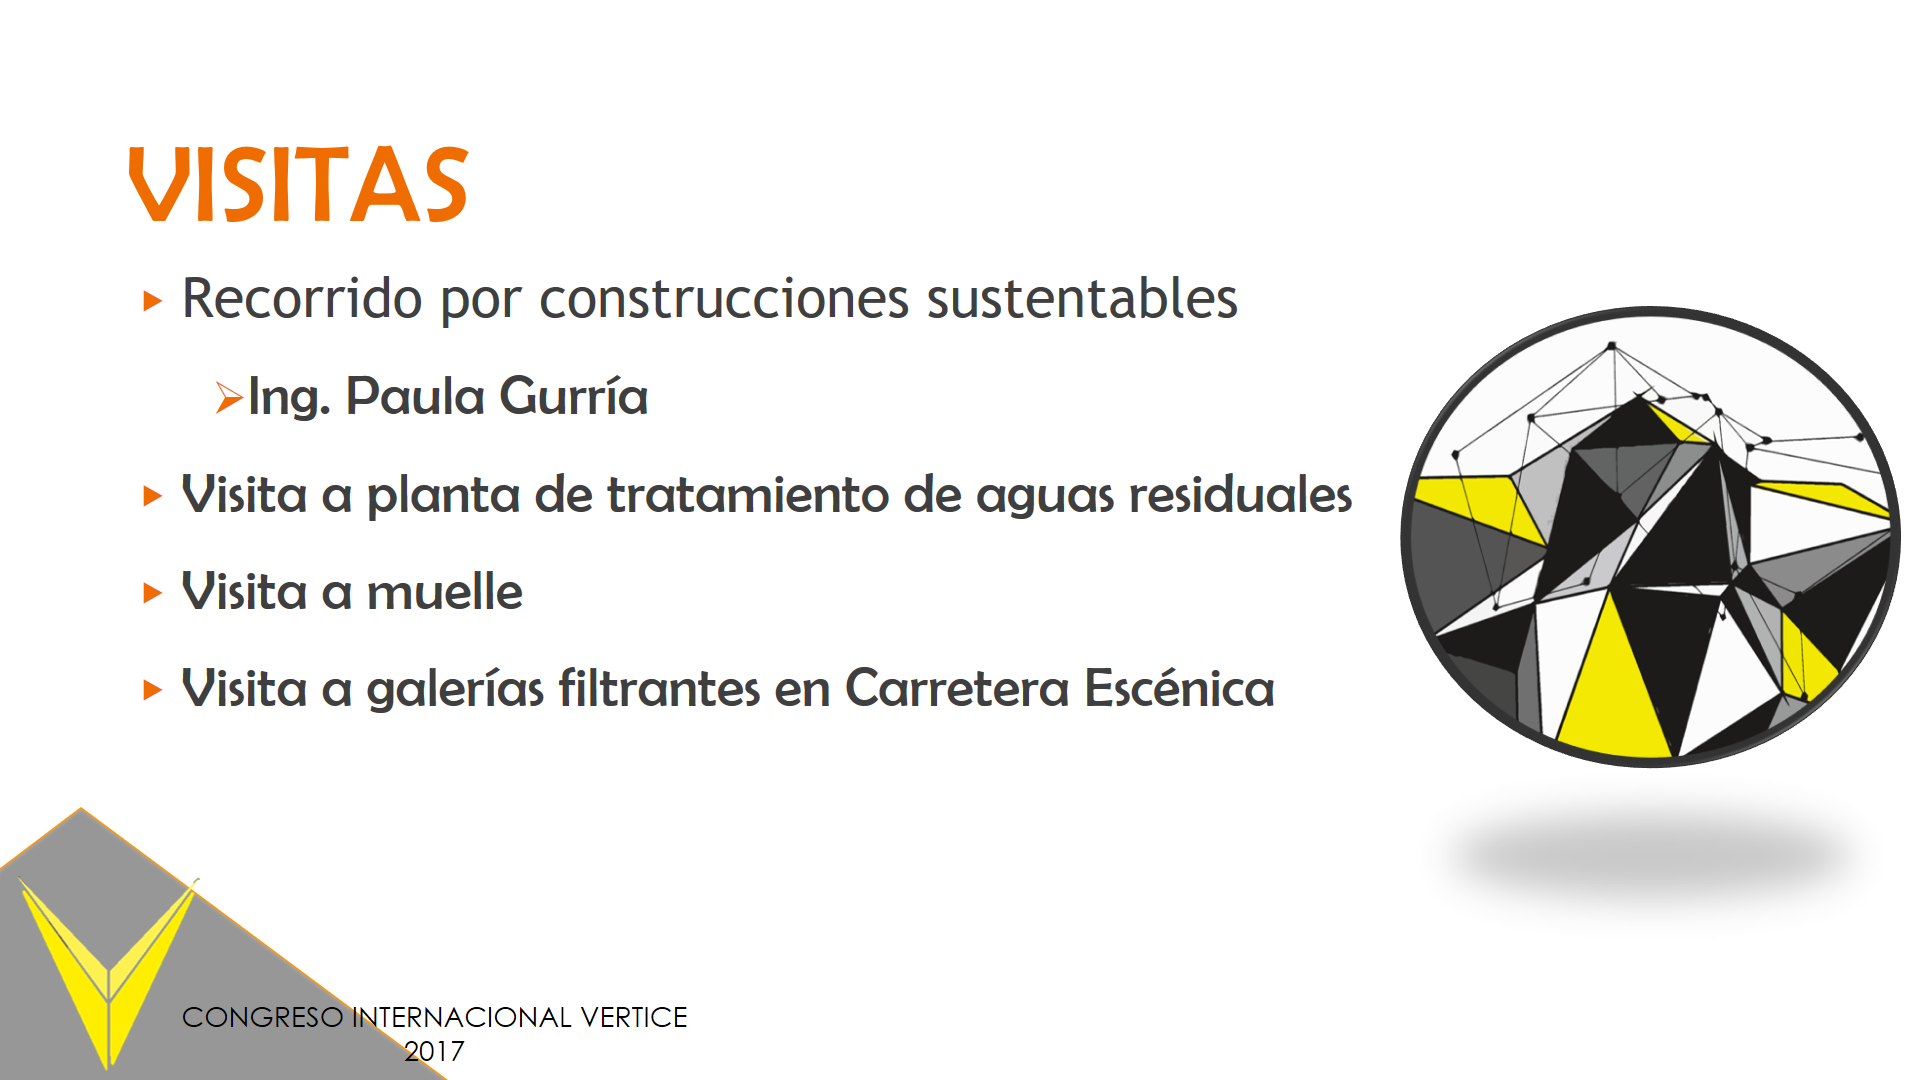 VISITAS
Recorrido por construcciones sustentables
Ing. Paula Gurría
Visita a planta de tratamiento de aguas residuales
Visita a muelle
Visita a galerías filtrantes en Carretera Escénica
CONGRESO INTERNACIONAL VERTICE
2017